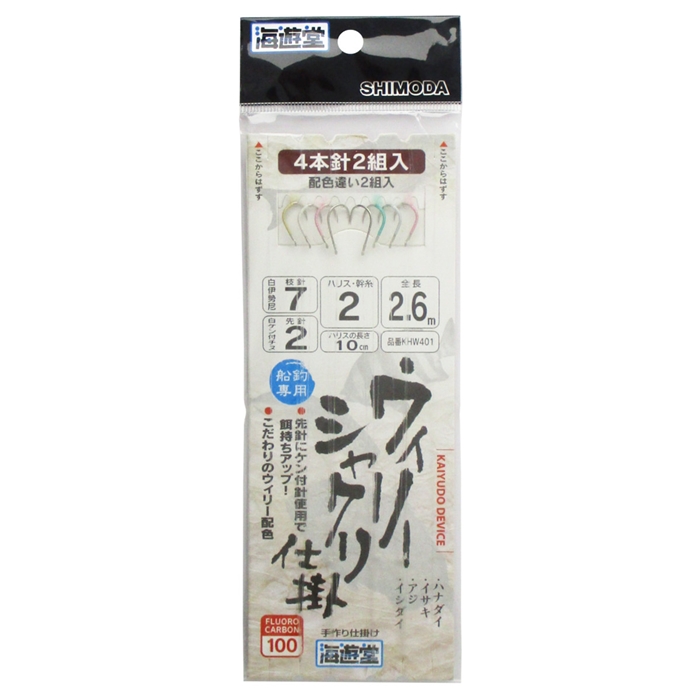 海遊堂
SHIMODA
ここからはずす
ここからはずす
4本針2組入
配色違い2組入
白伊勢尼
枝針
7
白ケン付チヌ
先針
2
ハリス・幹糸
2
ハリスの長さ
10cm
全長
2.6m
品番KHW401
船釣
専用
ウィリー
シャクリ
仕掛
KAIYUDO DEVICE
●先針にケン付針使用で
餌持ちアップ!
●こだわりのウイリー配色
・ハナダイ
・イサキ
・アジ
・イシダイ
FLUORO
CARBON
100
手作り仕掛け
海遊堂